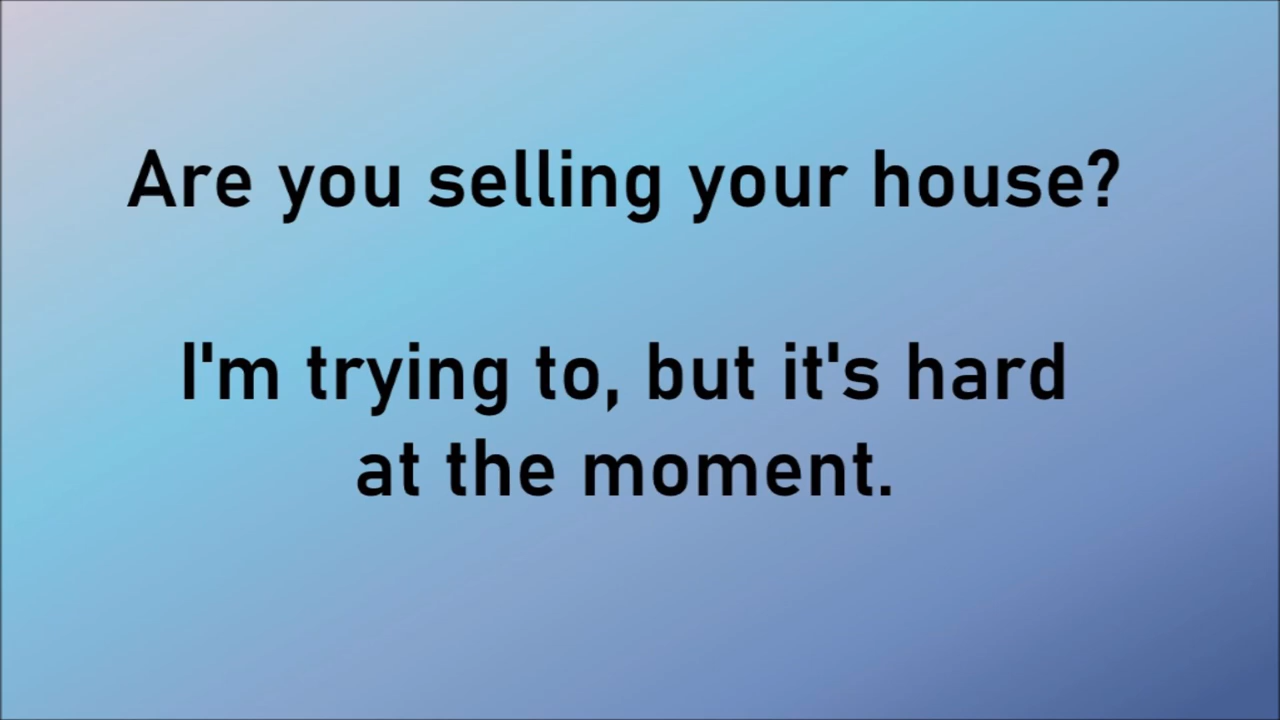 Are you selling your house?
I'm trying to, but it's hard
at the moment.